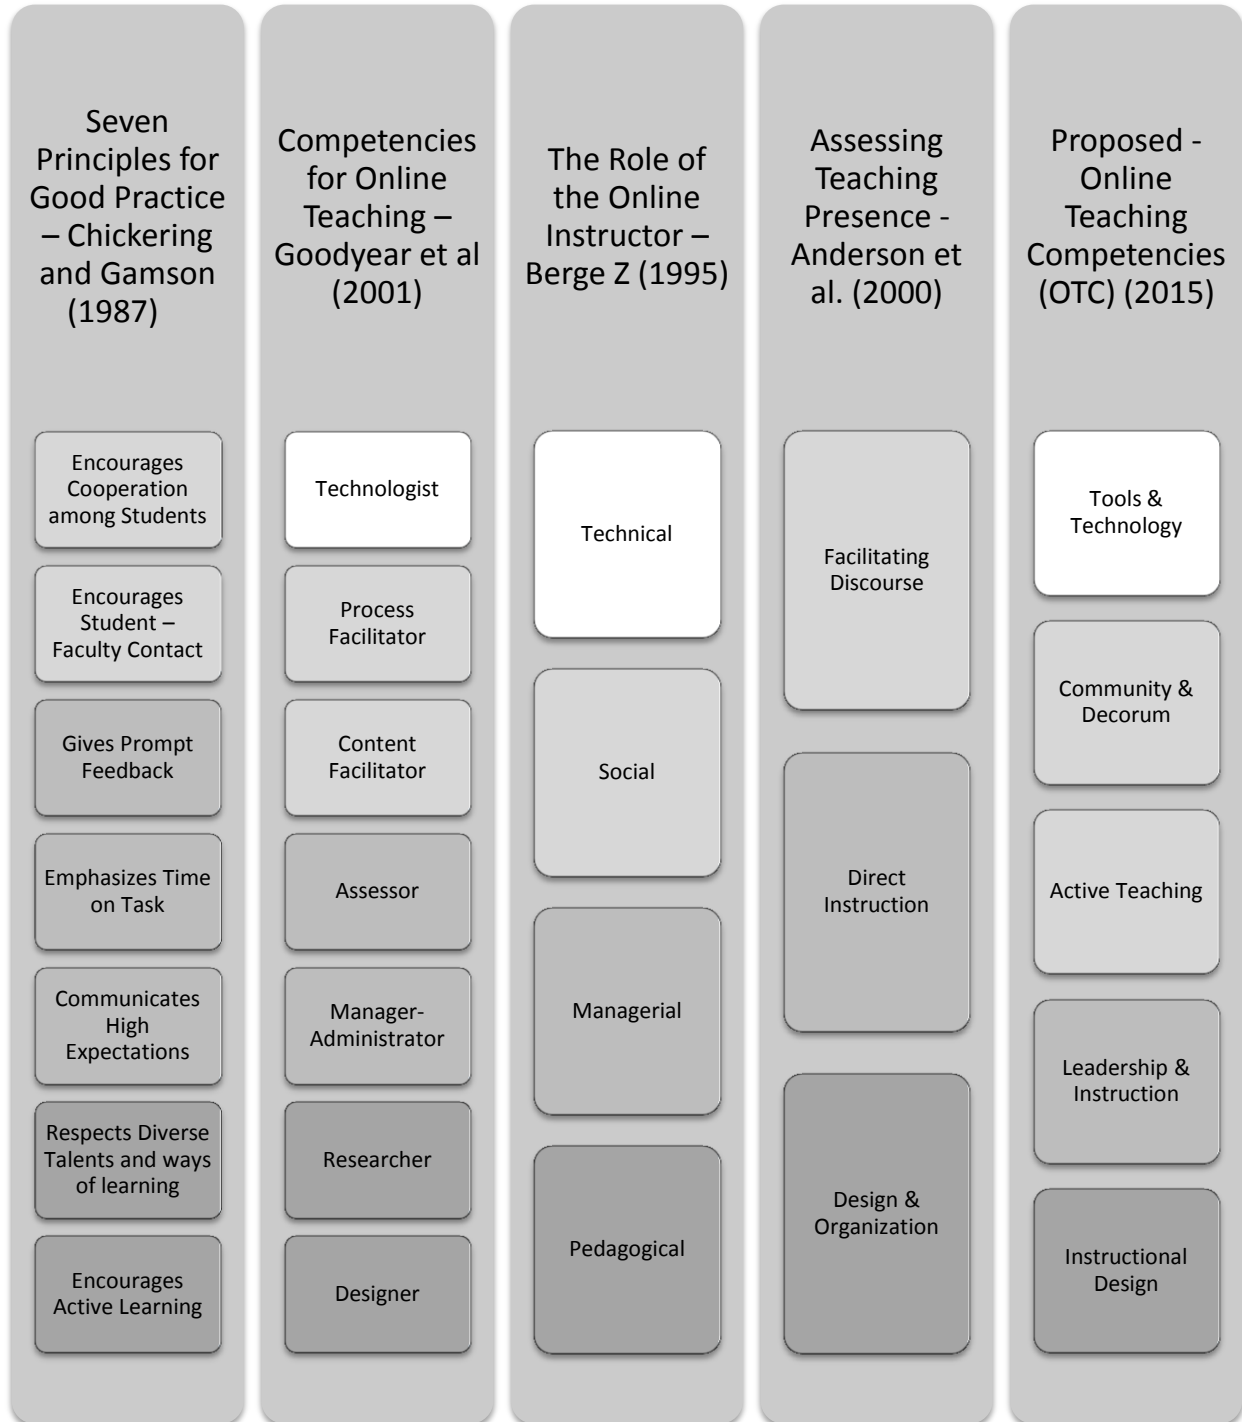 Seven
Principles for
Good Practice
– Chickering
and Gamson
(1987)
Encourages
Cooperation
among Students
Encourages
Student –
Faculty Contact
Gives Prompt
Feedback
Emphasizes Time
on Task
Communicates
High
Expectations
Respects Diverse
Talents and ways
of learning
Encourages
Active Learning
Competencies
for Online
Teaching –
Goodyear et al
(2001)
Technologist
Process
Facilitator
Content
Facilitator
Assessor
Manager-
Administrator
Researcher
Designer
The Role of
the Online
Instructor –
Berge Z (1995)
Technical
Social
Managerial
Pedagogical
Assessing
Teaching
Presence -
Anderson et
al. (2000)
Facilitating
Discourse
Direct
Instruction
Design &
Organization
Proposed -
Online
Teaching
Competencies
(OTC) (2015)
Tools &
Technology
Community &
Decorum
Active Teaching
Leadership &
Instruction
Instructional
Design